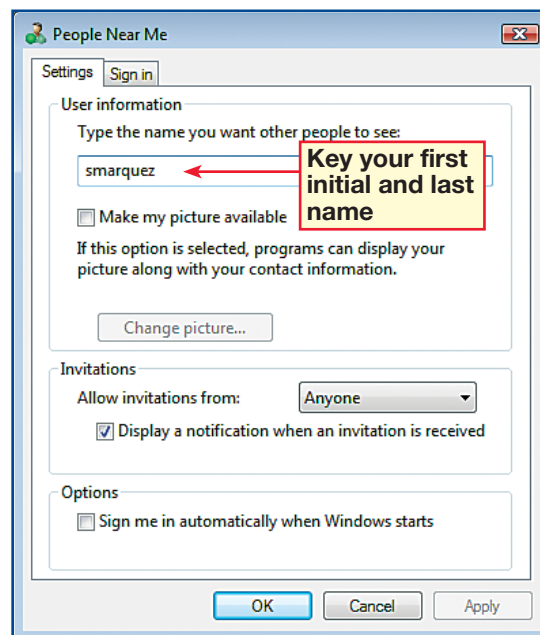 People Near Me
Settings
Sign in
User information
Type the name you want other people to see:
smarquez
Key your first
initial and last
name
Make my picture available
If this option is selected, programs can display your
picture along with your contact information.
Change picture...
Invitations
Allow invitations from:
Anyone
Display a notification when an invitation is received
Options
Sign me in automatically when Windows starts
OK
Cancel
Apply